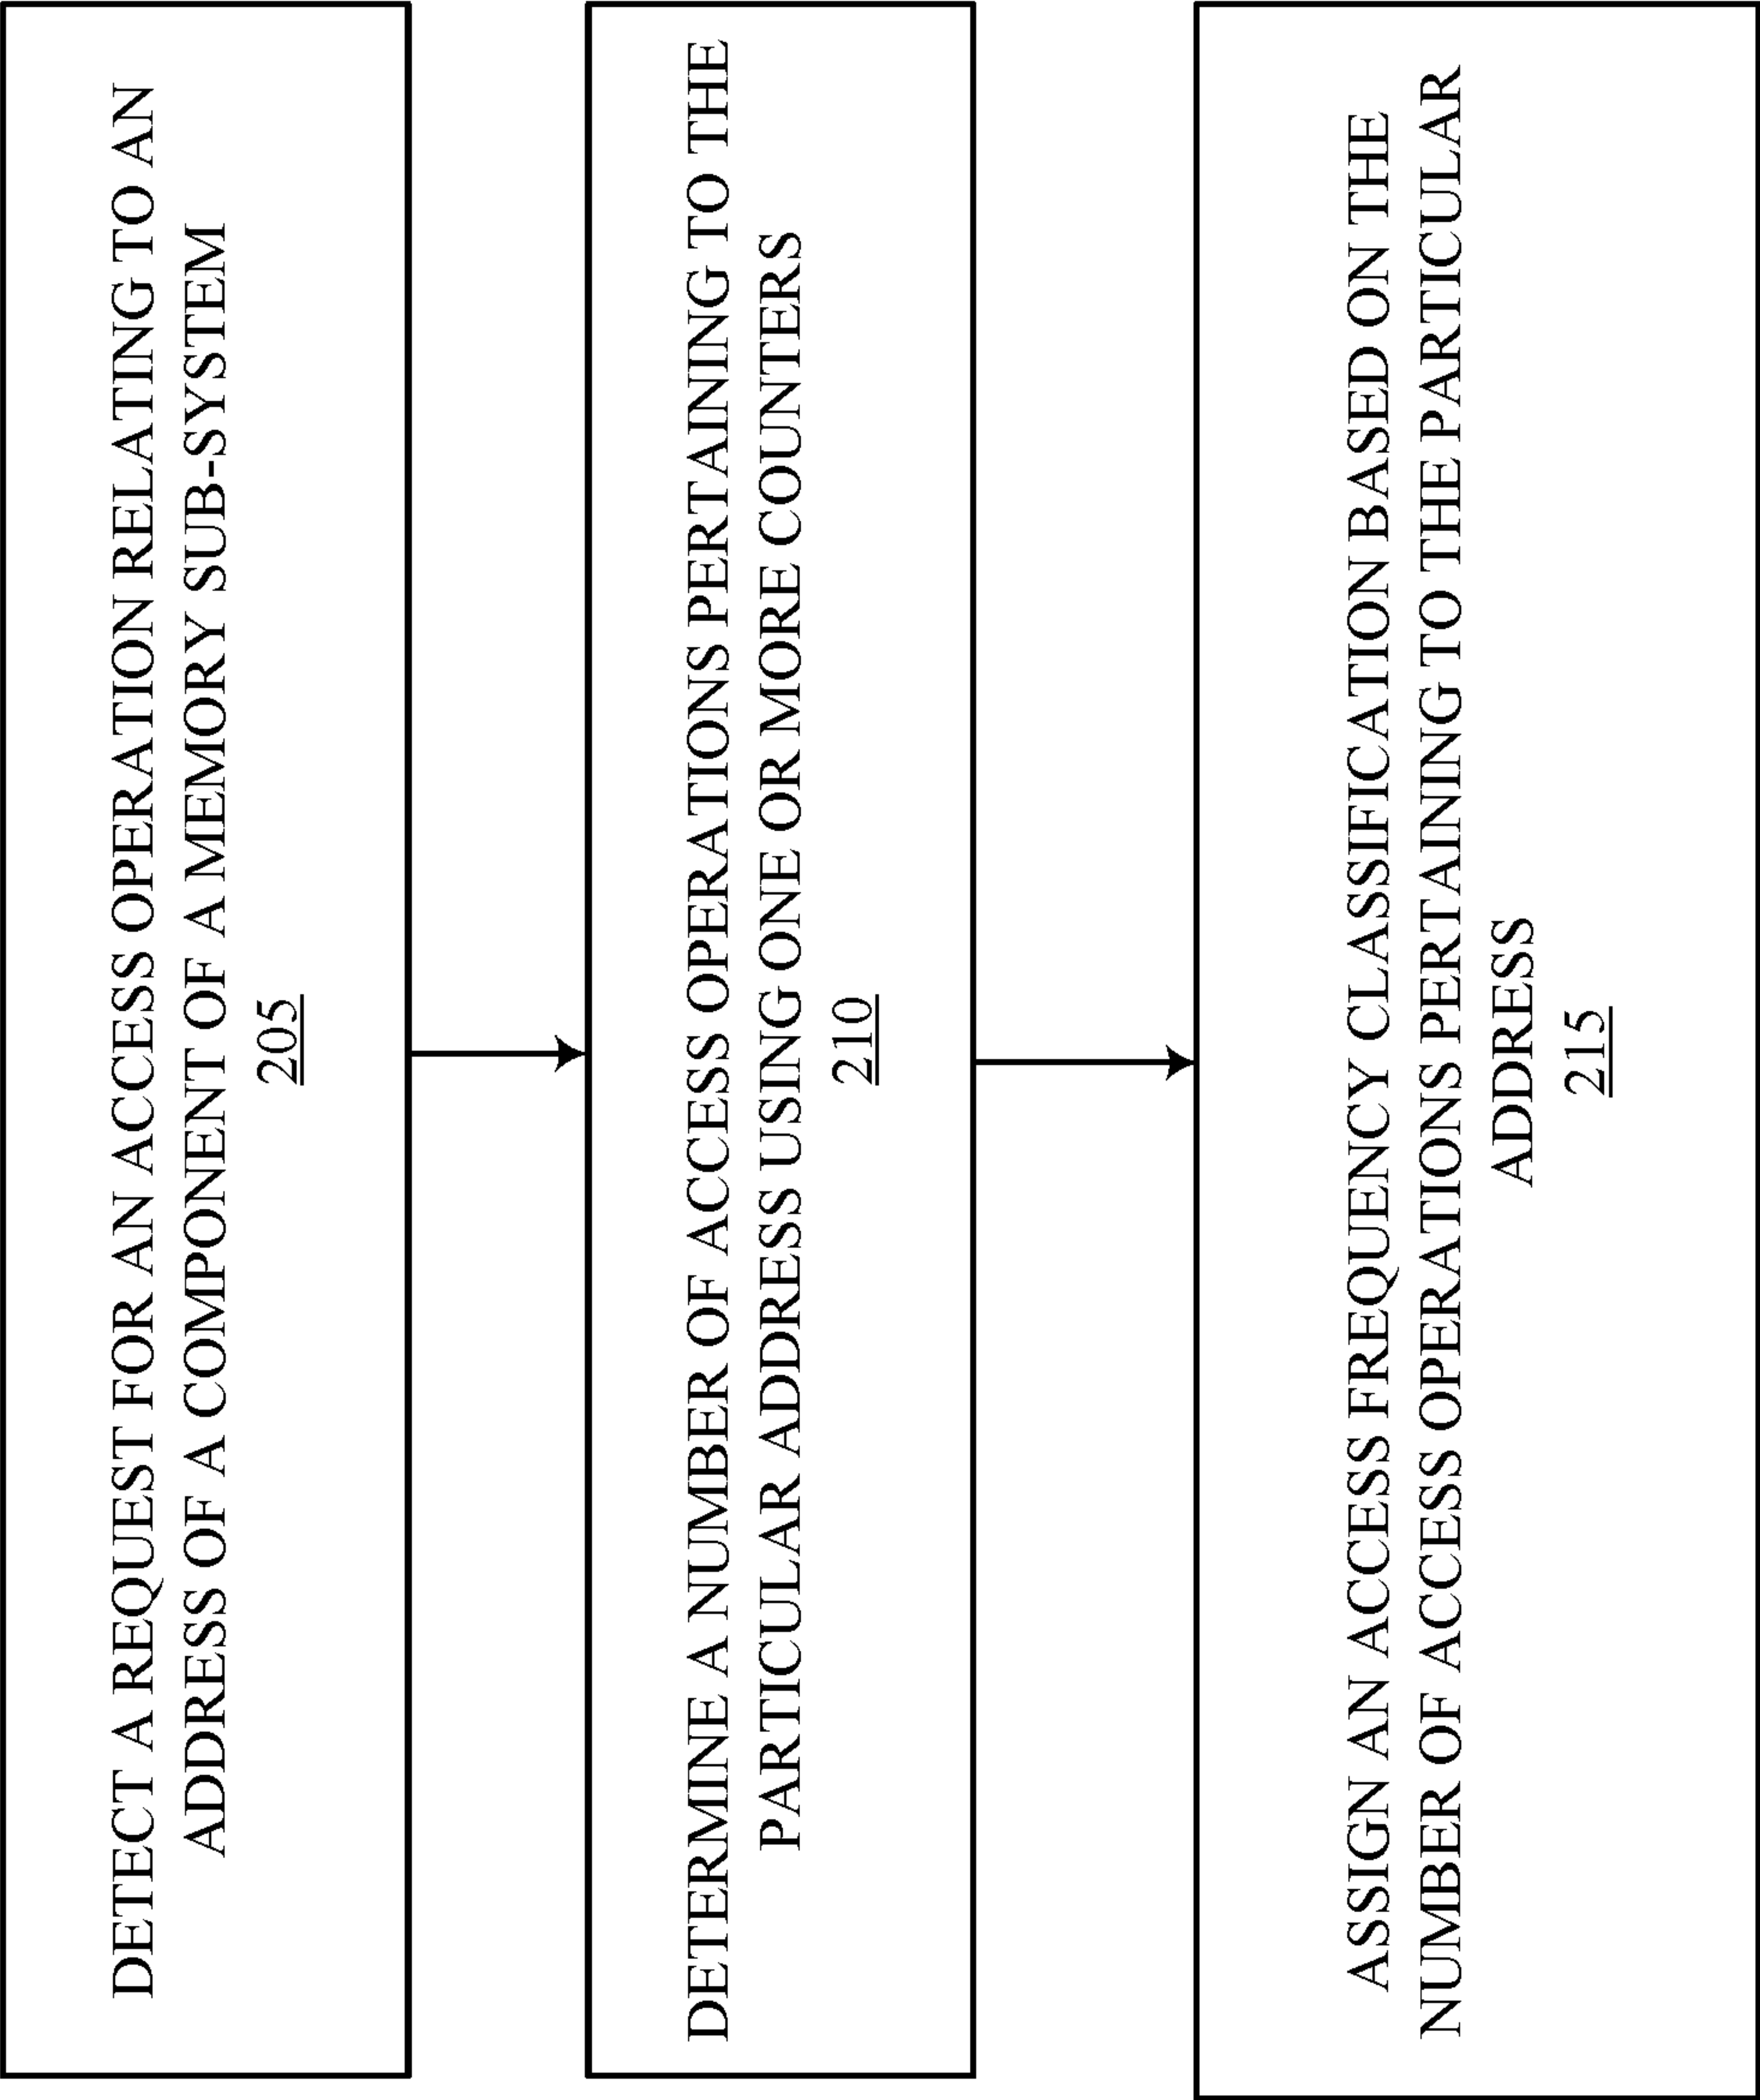 DETECT A REQUEST FOR AN ACCESS OPERATION RELATING TO AN
ADDRESS OF A COMPONENT OF A MEMORY SUB-SYSTEM
205
DETERMINE A NUMBER OF ACCESS OPERATIONS PERTAINING TO THE
PARTICULAR ADDRESS USING ONE OR MORE COUNTERS
210
ASSIGN AN ACCESS FREQUENCY CLASSIFICATION BASED ON THE
NUMBER OF ACCESS OPERATIONS PERTAINING TO THE PARTICULAR
ADDRESS
215